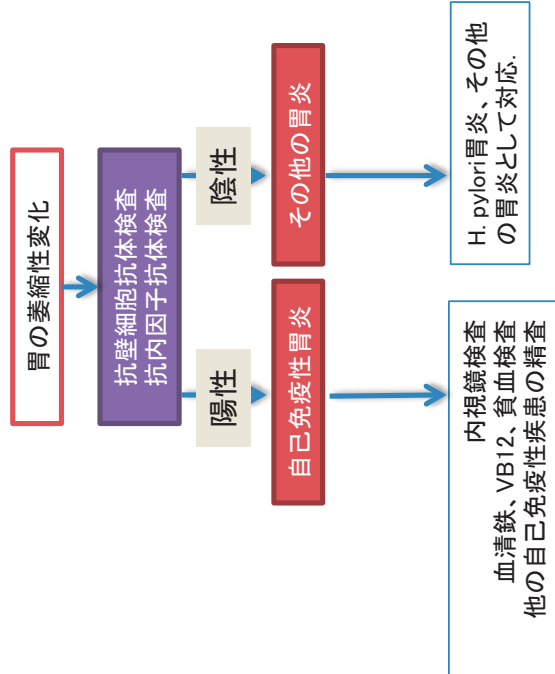 胃の萎縮性変化
抗壁細胞抗体検査
抗内因子抗体検査
陽性
陰性
自己免疫性胃炎
その他の胃炎
内視鏡検査
血清鉄、VB12、貧血検査
他の自己免疫性疾患の精査
H. pylori胃炎、その他
の胃炎として対応.